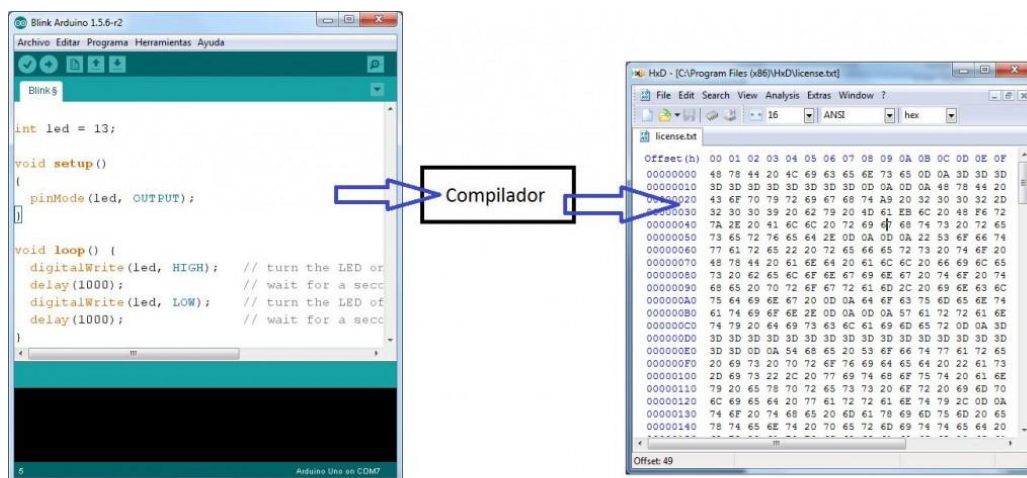 Blink Arduino 1.5.6-r2
Archivo Editar Programa Herramientas Ayuda
Blink §
int led = 13;
void setup()
{
pinMode(led, OUTPUT);
}
void loop() {
digitalWrite(led, HIGH); // turn the LED on
delay(1000); // wait for a seco
digitalWrite(led, LOW); // turn the LED of
delay(1000); // wait for a seco
}
5
Arduino Uno on COM7
Compilador
HxD - [C:\Program Files (x86)\HxD\license.txt]
File Edit Search View Analysis Extras Window ?
16 ANSI hex
license.txt
Offset(h) 00 01 02 03 04 05 06 07 08 09 0A 0B 0C 0D 0E 0F
00000000 48 78 44 20 4C 69 63 65 6E 73 65 0D 0A 3D 3D 3D
00000010 3D 3D 3D 3D 3D 3D 3D 3D 0D 0A 0D 0A 48 78 44 20
00000020 43 6F 70 79 72 69 67 68 74 A9 20 32 30 30 32 2D
00000030 32 30 30 39 20 62 79 20 4D 61 EB 6C 20 48 F6 72
00000040 7A 2E 20 41 6C 6C 20 72 69 67 68 74 73 20 72 65
00000050 73 65 72 76 65 64 2E 0D 0A 0D 0A 22 53 6F 66 74
00000060 77 61 72 65 22 20 72 65 66 65 72 73 20 74 6F 20
00000070 48 78 44 20 61 6E 64 20 61 6C 6C 20 66 69 6C 65
00000080 73 20 62 65 6C 6F 6E 67 69 6E 67 20 74 6F 20 74
00000090 68 65 20 70 72 6F 67 72 61 6D 2C 20 69 6E 63 6C
000000A0 75 64 69 6E 67 20 0D 0A 64 6F 63 75 6D 65 6E 74
000000B0 61 74 69 6F 6E 2E 0D 0A 0D 0A 57 61 72 72 61 6E
000000C0 74 79 20 64 69 73 63 6C 61 69 6D 65 72 0D 0A 3D
000000D0 3D 3D 3D 3D 3D 3D 3D 3D 3D 3D 3D 3D 3D 3D 3D 3D
000000E0 3D 3D 0D 0A 54 68 65 20 53 6F 66 74 77 61 72 65
000000F0 20 69 73 20 70 72 6F 76 69 64 65 64 20 22 61 73
00000100 2D 69 73 22 2C 20 77 69 74 68 6F 75 74 20 61 6E
00000110 79 20 65 78 70 72 65 73 73 20 6F 72 20 69 6D 70
00000120 6C 69 65 64 20 77 61 72 72 61 6E 74 79 2C 0D 0A
00000130 74 6F 20 74 68 65 20 6D 61 78 69 6D 75 6D 20 65
00000140 78 74 65 6E 74 20 70 65 72 6D 69 74 74 65 64 20
Offset: 49